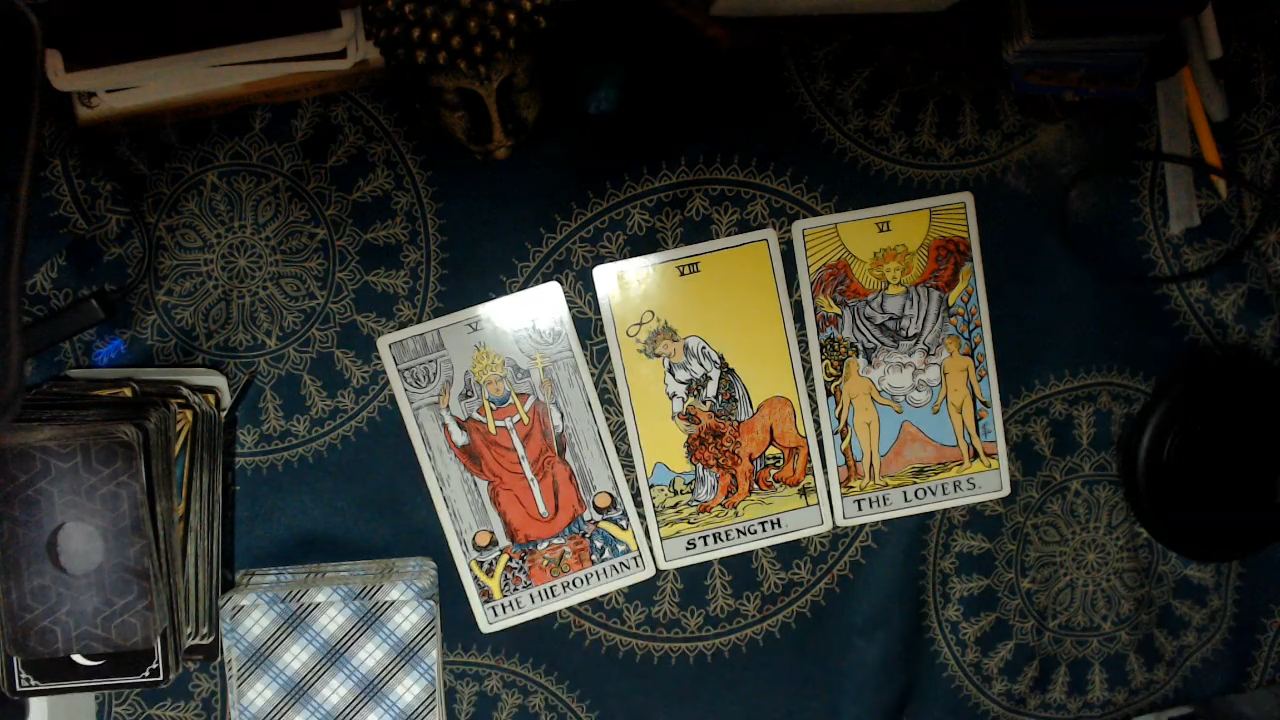 V
THE HIEROPHANT
VIII
STRENGTH.
VI
THE LOVERS.